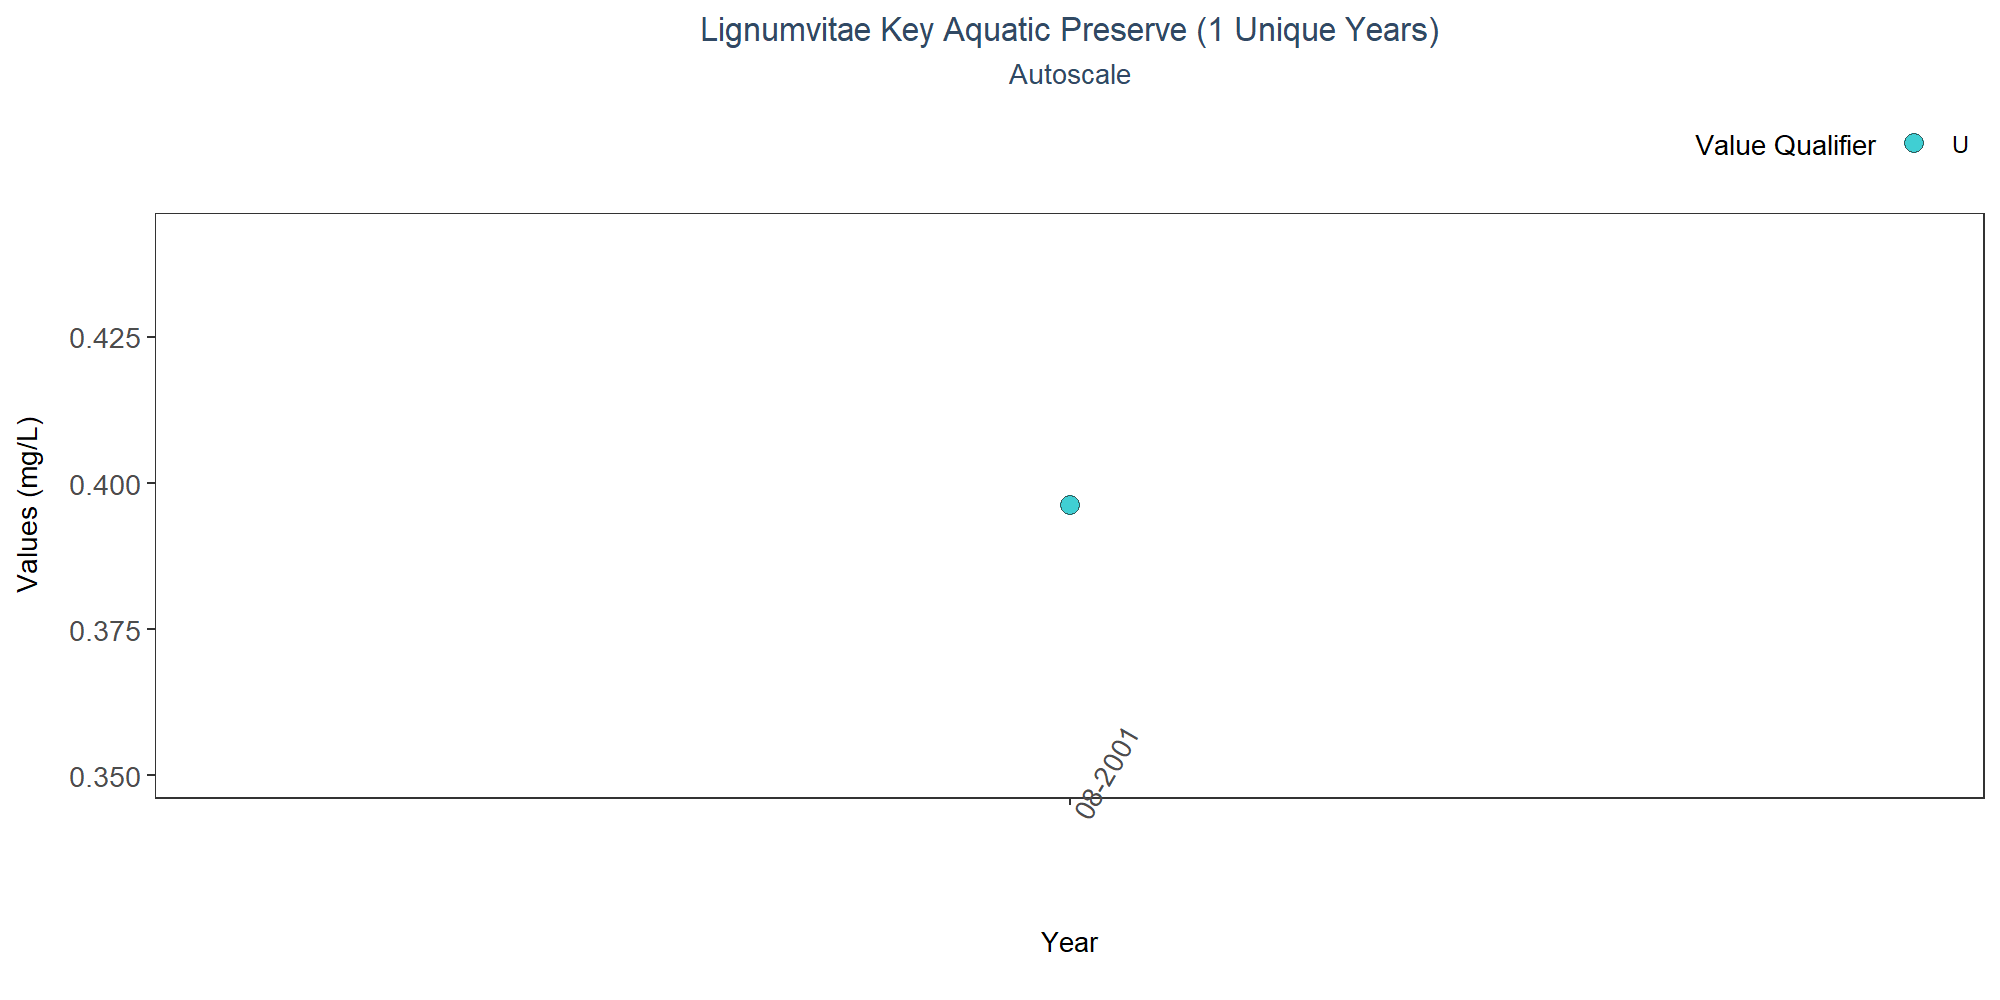 Lignumvitae Key Aquatic Preserve (1 Unique Years)
Autoscale
Value Qualifier U
0.425
0.400
0.375
0.350
Values (mg/L)
08-2001
Year